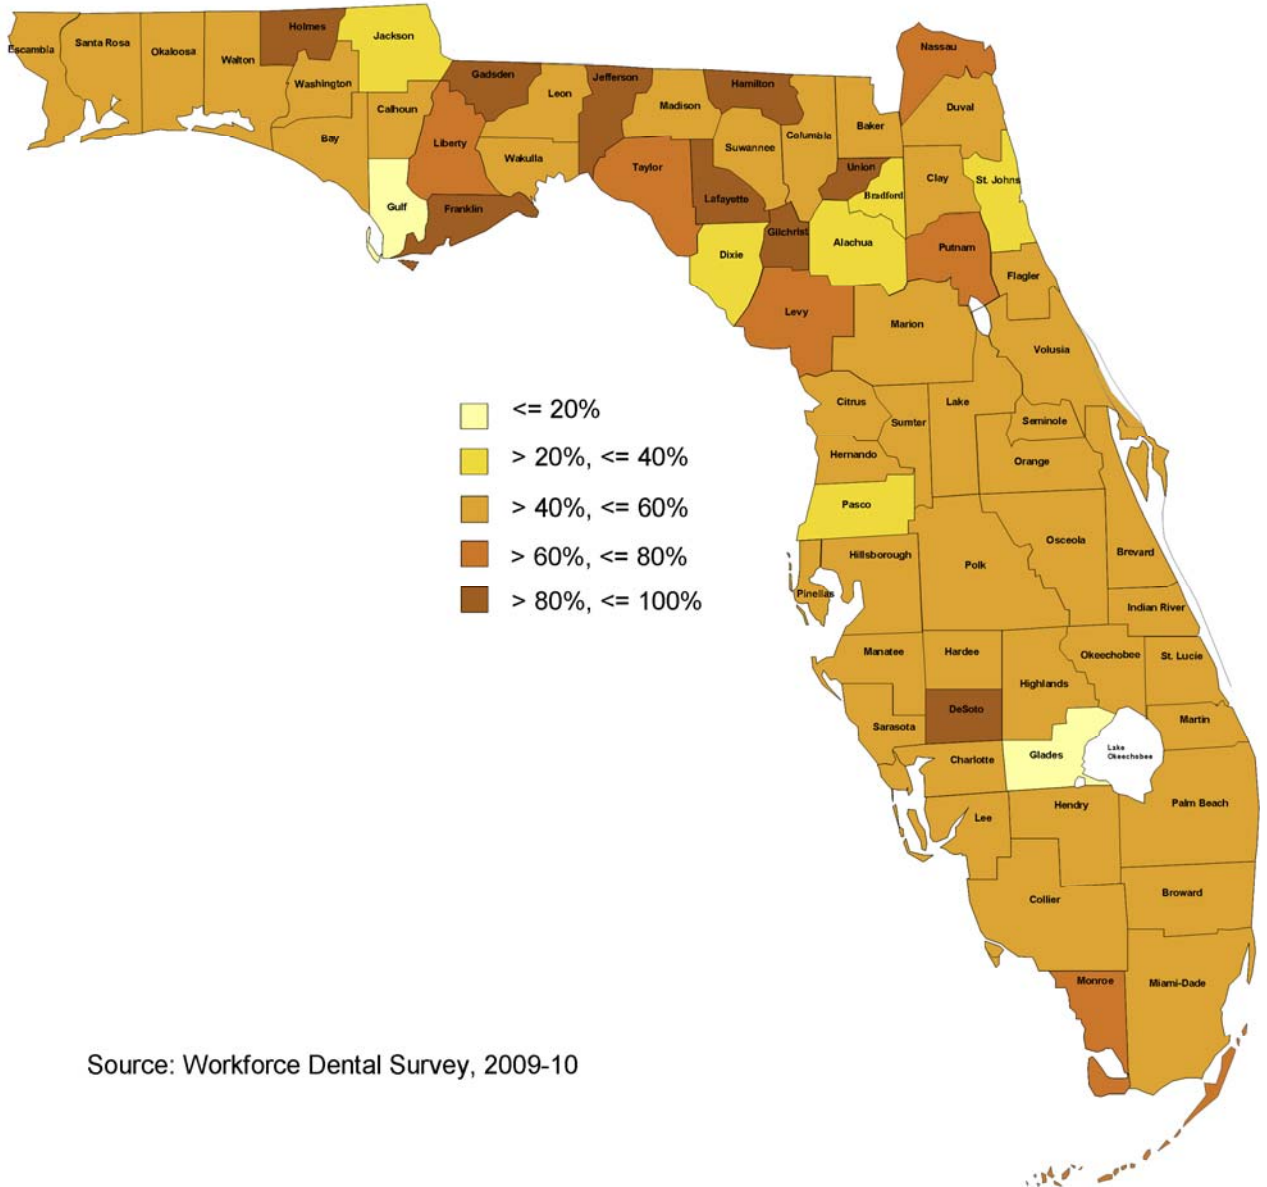 Holmes
Jackson
Escambia
Santa Rosa
Okaloosa
Walton
Washington
Gadsden
Jefferson
Hamilton
Nassau
Leon
Madison
Calhoun
Bay
Liberty
Wakulla
Taylor
Suwannee
Columbia
Baker
Duval
Gulf
Franklin
Lafayette
Union
Bradford
Clay
St. Johns
Gilchrist
Alachua
Putnam
Dixie
Flagler
Levy
Marion
Volusia
Citrus
Sumter
Lake
Seminole
Hernando
Orange
Pasco
<= 20%
> 20%, <= 40%
> 40%, <= 60%
> 60%, <= 80%
> 80%, <= 100%
Hillsborough
Polk
Osceola
Brevard
Pinellas
Indian River
Manatee
Hardee
Highlands
Okeechobee
St. Lucie
DeSoto
Sarasota
Martin
Charlotte
Glades
Lake
Okeechobee
Lee
Hendry
Palm Beach
Collier
Broward
Monroe
Miami-Dade
Source: Workforce Dental Survey, 2009-10